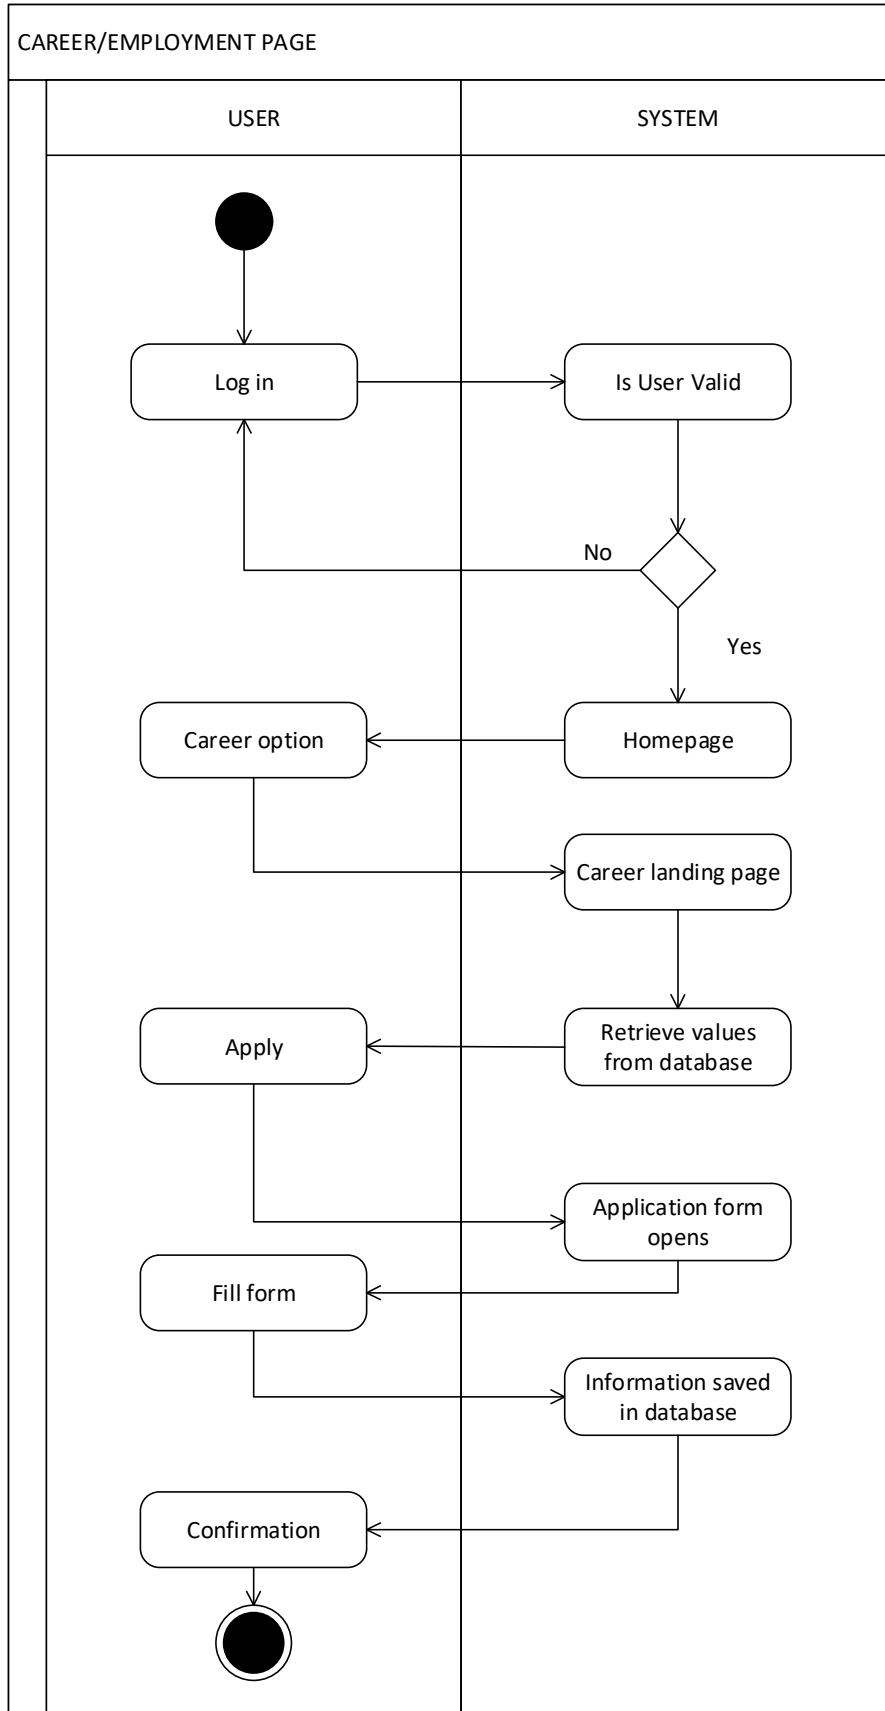 CAREER/EMPLOYMENT PAGE
USER
SYSTEM
Log in
Is User Valid
No
Yes
Career option
Homepage
Career landing page
Apply
Retrieve values
from database
Application form
opens
Fill form
Information saved
in database
Confirmation